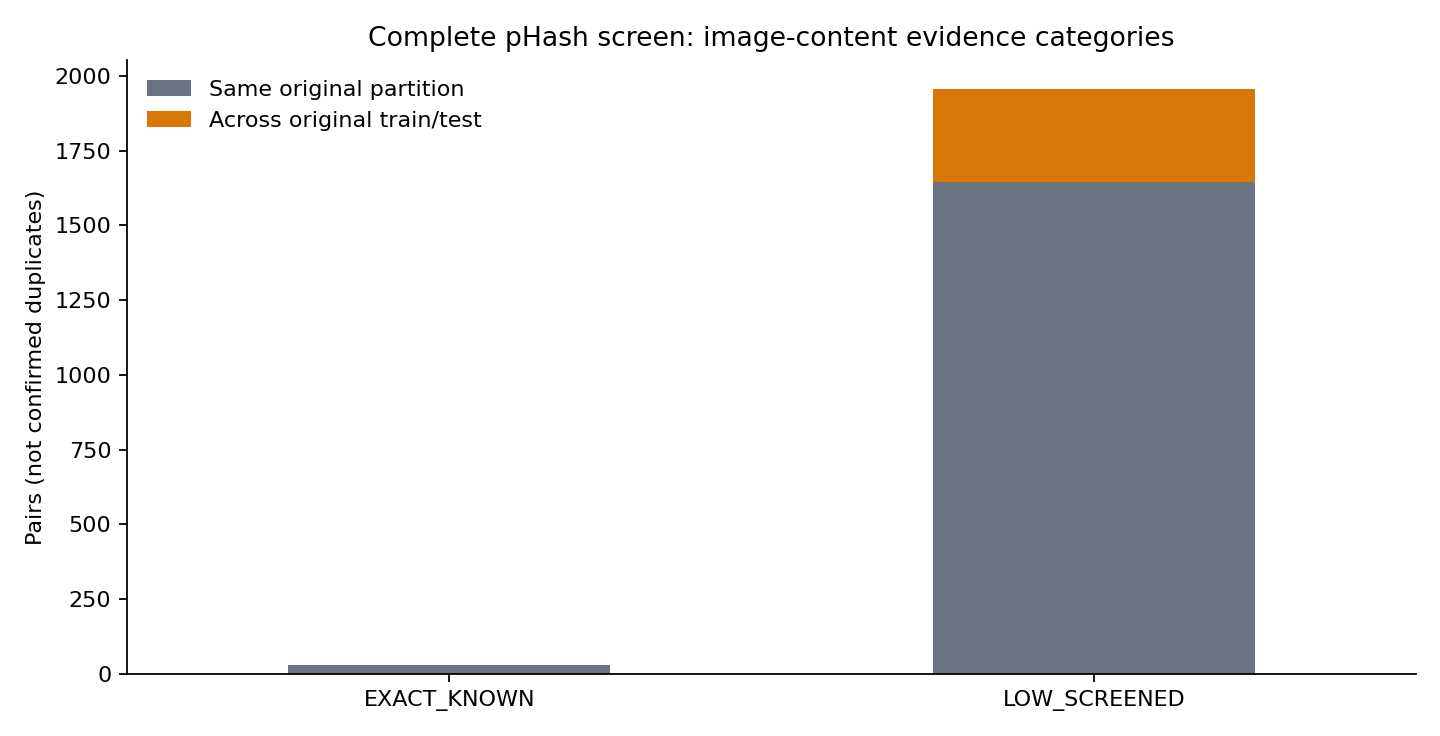 Complete pHash screen: image-content evidence categories
Same original partition
Across original train/test
Pairs (not confirmed duplicates)
2000
1750
1500
1250
1000
750
500
250
0
EXACT_KNOWN
LOW_SCREENED